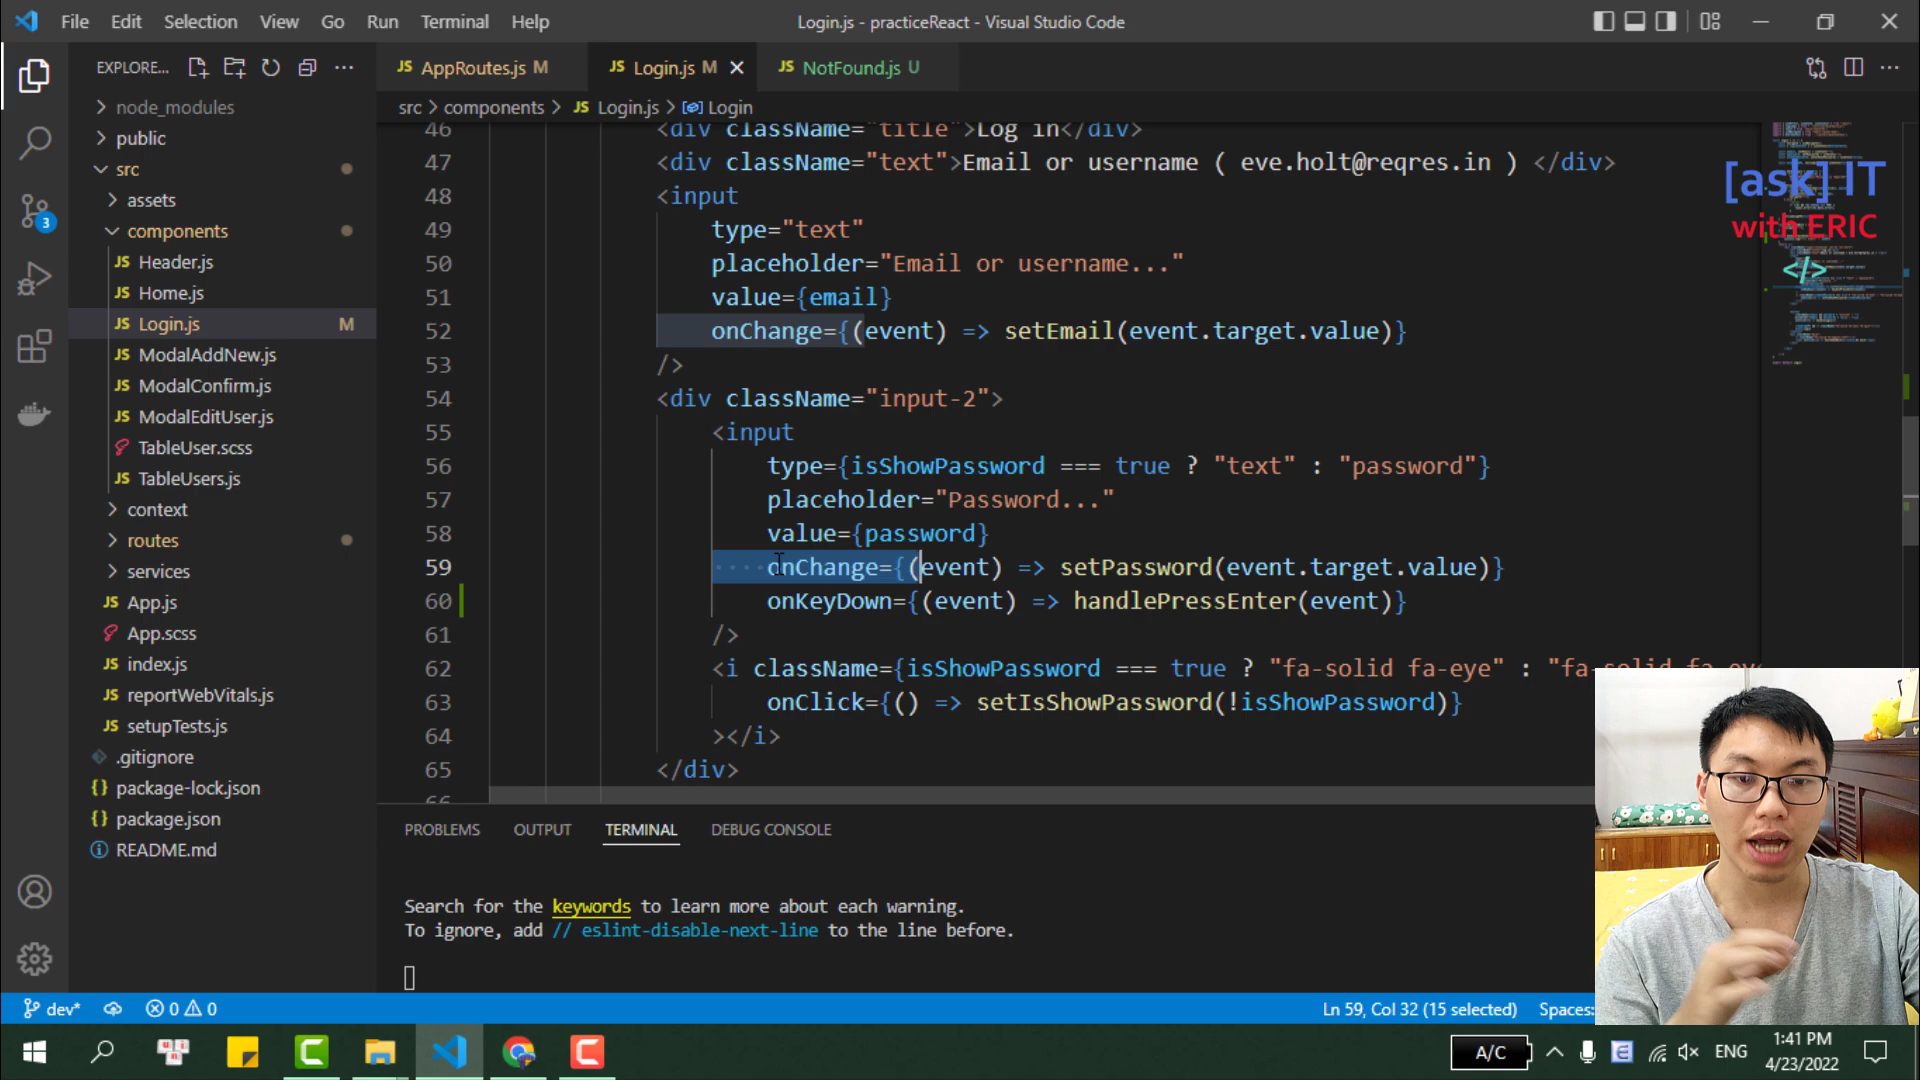 File Edit Selection View Go Run Terminal Help
Login.js - practiceReact - Visual Studio Code
EXPLORE...
JS AppRoutes.js M
JS Login.js M
JS NotFound.js U
src > components > JS Login.js > Login
node_modules
public
src
assets
components
JS Header.js
JS Home.js
JS Login.js M
JS ModalAddNew.js
JS ModalConfirm.js
JS ModalEditUser.js
TableUser.scss
JS TableUsers.js
context
routes
services
JS App.js
App.scss
JS index.js
JS reportWebVitals.js
JS setupTests.js
.gitignore
{} package-lock.json
{} package.json
README.md
3
46 <div className="title">Log in</div>
47 <div className="text">Email or username ( eve.holt@reqres.in ) </div>
48 <input
49 type="text"
50 placeholder="Email or username..."
51 value={email}
52 onChange={(event) => setEmail(event.target.value)}
53 />
54 <div className="input-2">
55 <input
56 type={isShowPassword === true ? "text" : "password"}
57 placeholder="Password..."
58 value={password}
59 onChange={(event) => setPassword(event.target.value)}
60 onKeyDown={(event) => handlePressEnter(event)}
61 />
62 <i className={isShowPassword === true ? "fa-solid fa-eye" : "fa-solid fa-eye
63 onClick={() => setIsShowPassword(!isShowPassword)}
64 ></i>
65 </div>
66
[ask] IT
with ERIC
</>
PROBLEMS OUTPUT TERMINAL DEBUG CONSOLE
Search for the keywords to learn more about each warning.
To ignore, add // eslint-disable-next-line to the line before.
dev* 0 0
Ln 59, Col 32 (15 selected) Spaces:
A/C
ENG
1:41 PM
4/23/2022